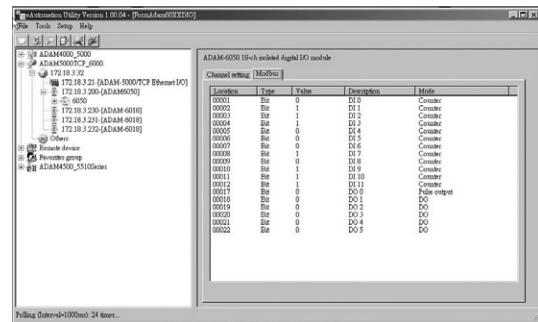 eAutomation Utility Version 1.00.04 - [FormAdam60XXDIO]
File Tools Setup Help
ADAM4000_5000
ADAM5000TCP_6000
172.18.3.32
172.18.3.21-[ADAM-5000/TCP Ethernet I/O]
172.18.3.200-[ADAM6050]
6050
172.18.3.230-[ADAM-6018]
172.18.3.231-[ADAM-6018]
172.18.3.232-[ADAM-6018]
Others
Remote device
Favorites group
ADAM4500_5510Series
ADAM-6050 18-ch isolated digital I/O module
Channel setting Modbus
Location Type Value Description Mode
00001 Bit 0 DI 0 Counter
00002 Bit 1 DI 1 Counter
00003 Bit 1 DI 2 Counter
00004 Bit 1 DI 3 Counter
00005 Bit 0 DI 4 Counter
00006 Bit 0 DI 5 Counter
00007 Bit 0 DI 6 Counter
00008 Bit 1 DI 7 Counter
00009 Bit 0 DI 8 Counter
00010 Bit 1 DI 9 Counter
00011 Bit 1 DI 10 Counter
00012 Bit 1 DI 11 Counter
00017 Bit 0 DO 0 Pulse output
00018 Bit 0 DO 1 DO
00019 Bit 0 DO 2 DO
00020 Bit 0 DO 3 DO
00021 Bit 0 DO 4 DO
00022 Bit 0 DO 5 DO
Polling (Interval=1000ms): 24 times...